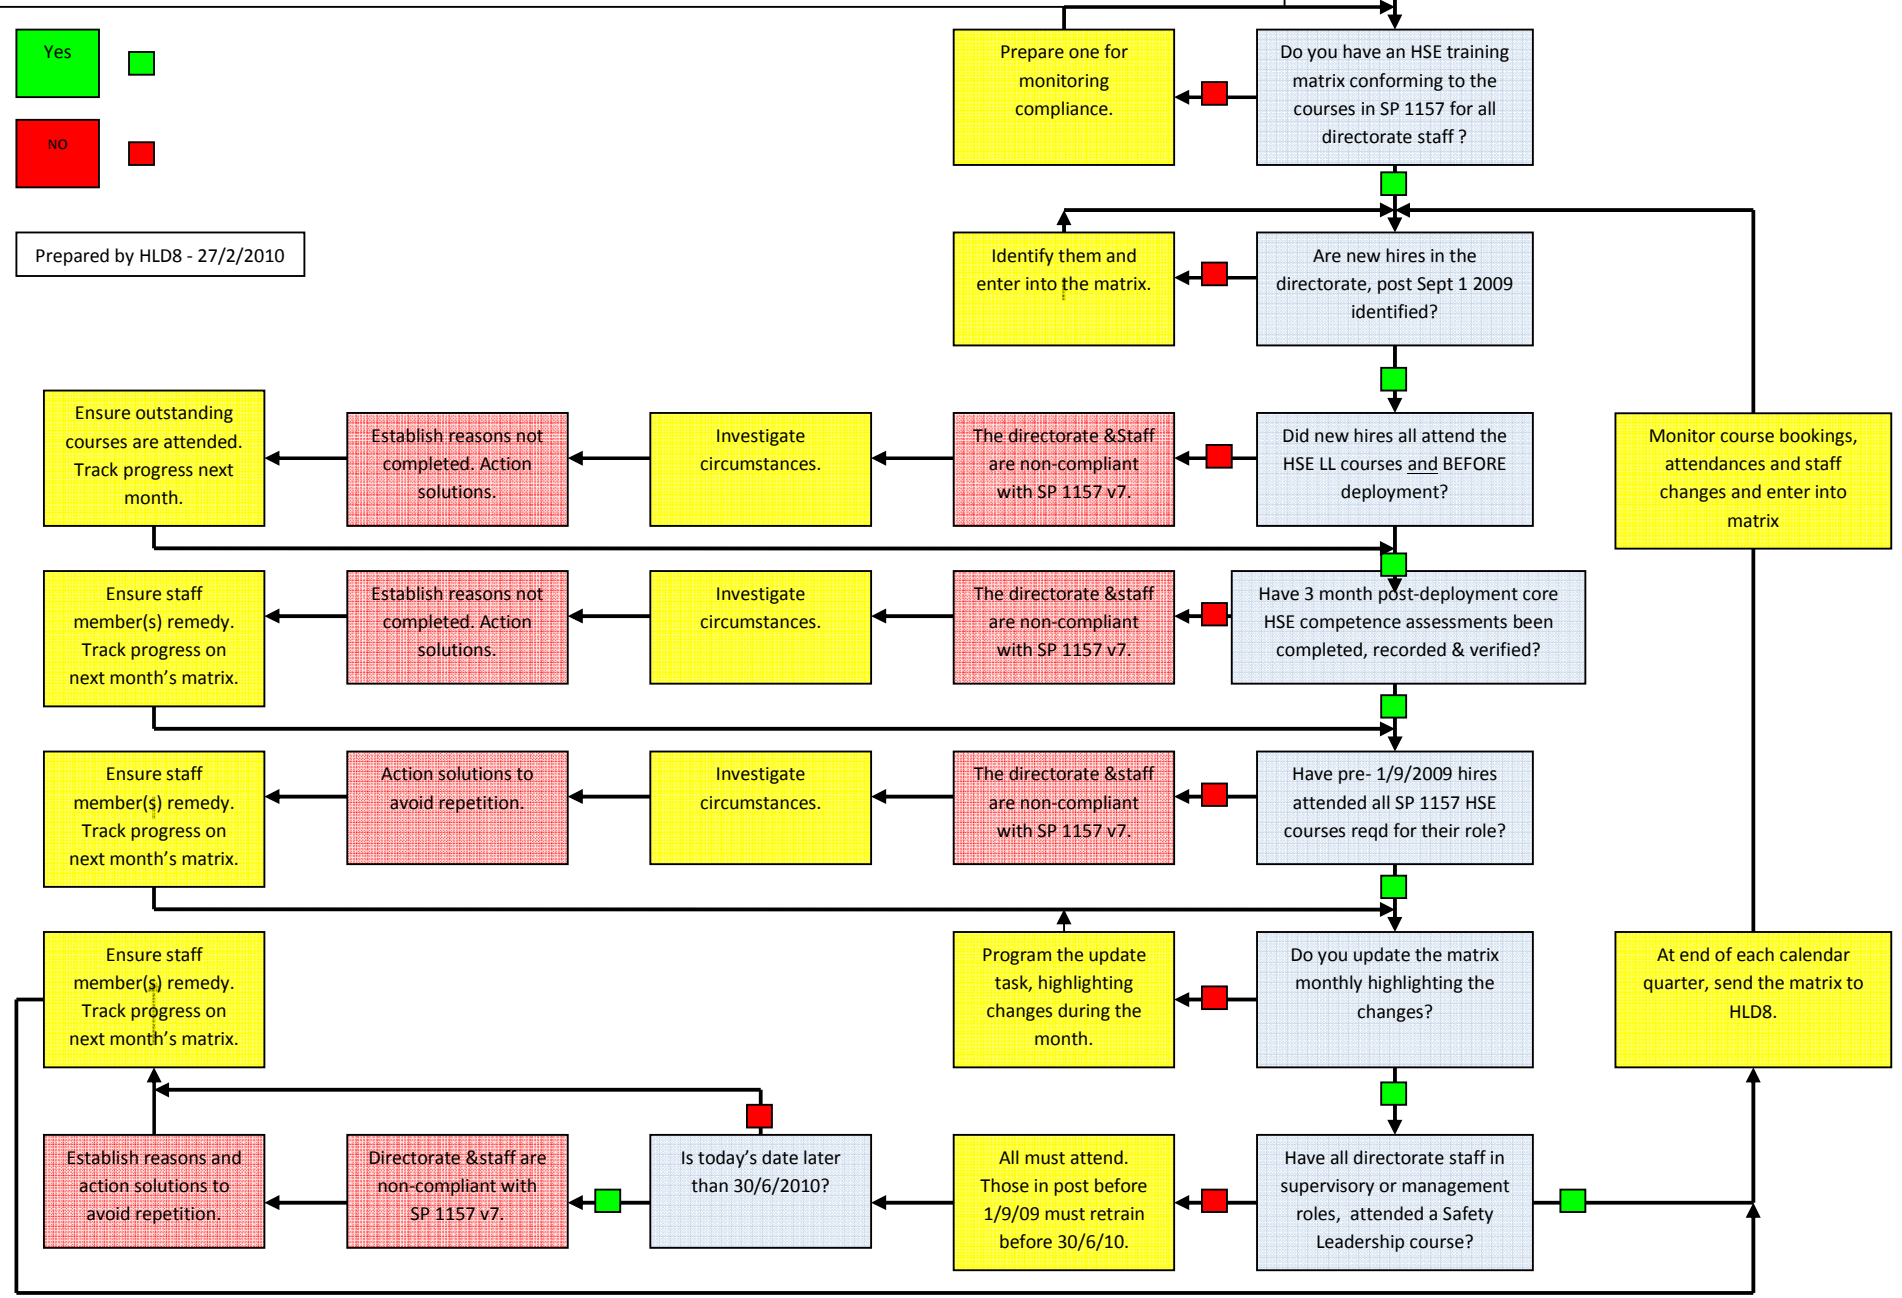 Yes
NO
Prepared by HLD8 - 27/2/2010
Prepare one for
monitoring
compliance.
Do you have an HSE training
matrix conforming to the
courses in SP 1157 for all
directorate staff ?
Identify them and
enter into the matrix.
Are new hires in the
directorate, post Sept 1 2009
identified?
Ensure outstanding
courses are attended.
Track progress next
month.
Establish reasons not
completed. Action
solutions.
Investigate
circumstances.
The directorate &Staff
are non-compliant
with SP 1157 v7.
Did new hires all attend the
HSE LL courses and BEFORE
deployment?
Monitor course bookings,
attendances and staff
changes and enter into
matrix
Ensure staff
member(s) remedy.
Track progress on
next month's matrix.
Establish reasons not
completed. Action
solutions.
Investigate
circumstances.
The directorate &staff
are non-compliant
with SP 1157 v7.
Have 3 month post-deployment core
HSE competence assessments been
completed, recorded & verified?
Ensure staff
member(s) remedy.
Track progress on
next month's matrix.
Action solutions to
avoid repetition.
Investigate
circumstances.
The directorate &staff
are non-compliant
with SP 1157 v7.
Have pre- 1/9/2009 hires
attended all SP 1157 HSE
courses reqd for their role?
Ensure staff
member(s) remedy.
Track progress on
next month's matrix.
Program the update
task, highlighting
changes during the
month.
Do you update the matrix
monthly highlighting the
changes?
At end of each calendar
quarter, send the matrix to
HLD8.
Establish reasons and
action solutions to
avoid repetition.
Directorate &staff are
non-compliant with
SP 1157 v7.
Is today's date later
than 30/6/2010?
All must attend.
Those in post before
1/9/09 must retrain
before 30/6/10.
Have all directorate staff in
supervisory or management
roles, attended a Safety
Leadership course?